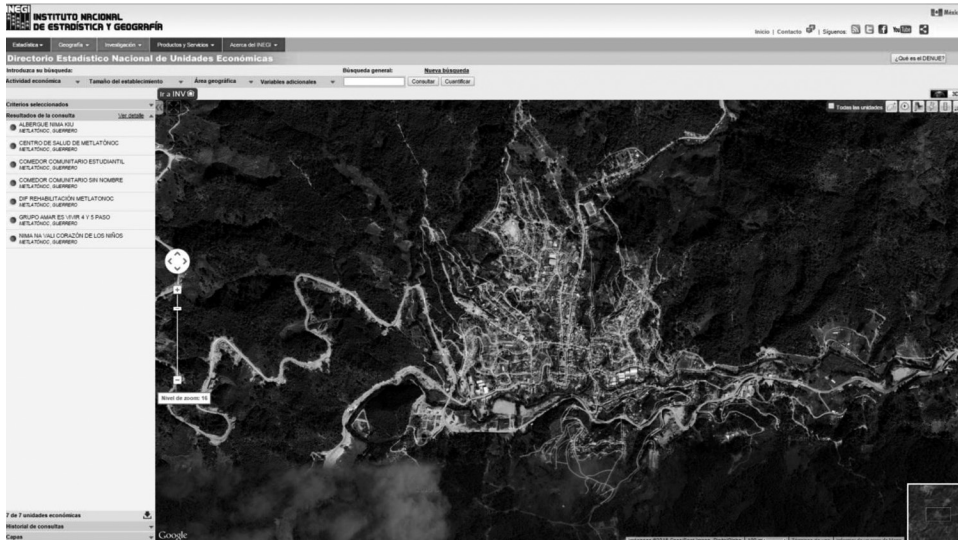 INEGI
INSTITUTO NACIONAL
DE ESTADÍSTICA Y GEOGRAFÍA
Inicio | Contacto | Síguenos:
Estadística Geografía Investigación Productos y Servicios Acerca del INEGI
Directorio Estadístico Nacional de Unidades Económicas
¿Qué es el DENUE?
Introduzca su búsqueda: Búsqueda general: Nueva búsqueda
Actividad económica Tamaño del establecimiento Área geográfica Variables adicionales Consultar Cuantificar
Ir a INV
Criterios seleccionados
Todas las unidades
Resultados de la consulta Ver detalle
ALBERGUE NIMA KIU
METLATÓNOC, GUERRERO
CENTRO DE SALUD DE METLATÓNOC
METLATÓNOC, GUERRERO
COMEDOR COMUNITARIO ESTUDIANTIL
METLATÓNOC, GUERRERO
COMEDOR COMUNITARIO SIN NOMBRE
METLATÓNOC, GUERRERO
DIF REHABILITACIÓN METLATONOC
METLATÓNOC, GUERRERO
GRUPO AMAR ES VIVIR 4 Y 5 PASO
METLATÓNOC, GUERRERO
NIMA NA VALI CORAZÓN DE LOS NIÑOS
METLATÓNOC, GUERRERO
Nivel de zoom: 16
7 de 7 unidades económicas
Historial de consultas
Capas
Google